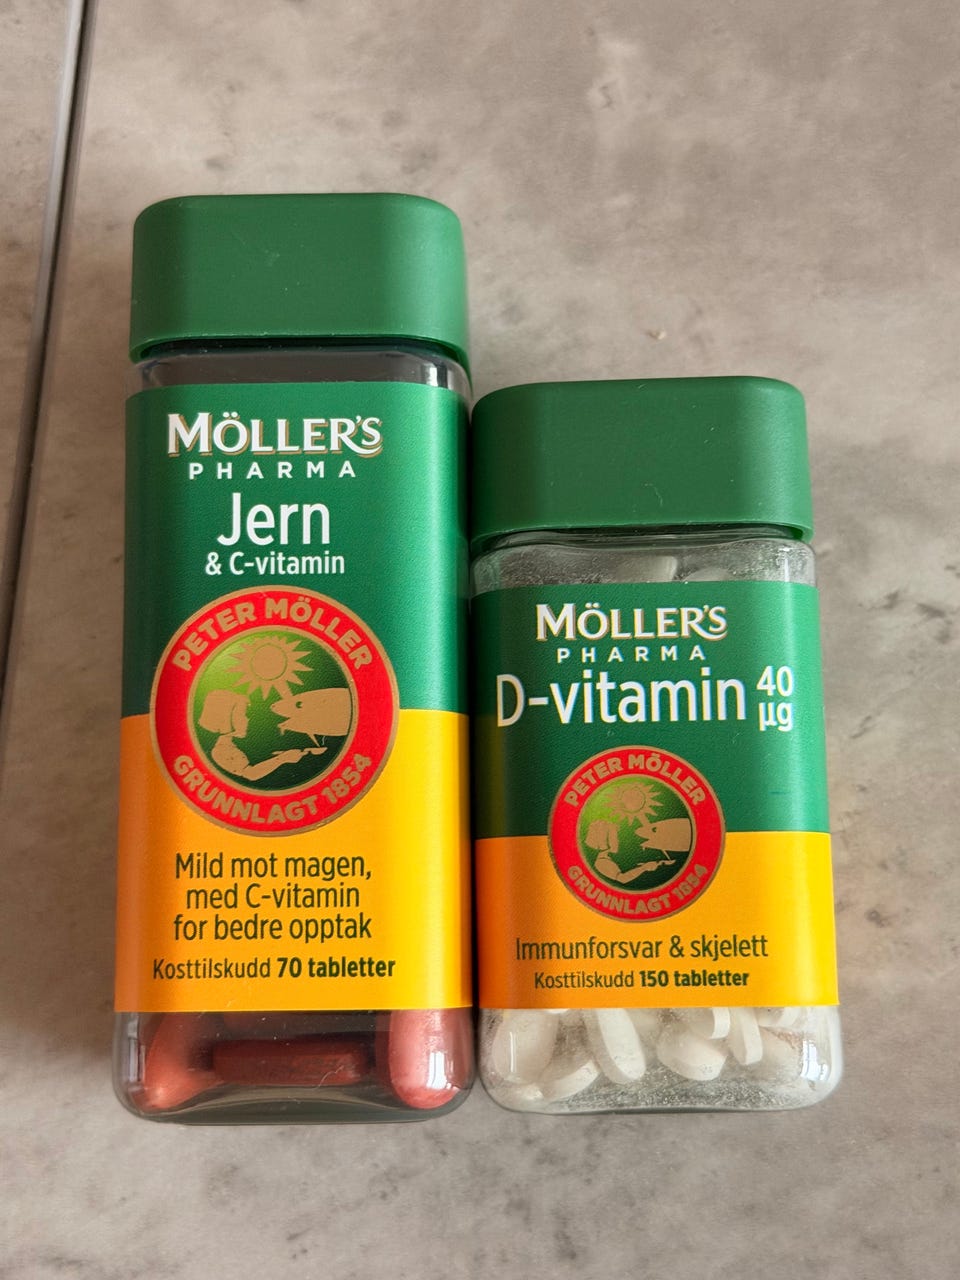 MÖLLER'S
PHARMA
Jern
& C-vitamin
PETER MÖLLER
GRUNNLAGT 1854
Mild mot magen,
med C-vitamin
for bedre opptak
Kosttilskudd 70 tabletter
MÖLLER'S
PHARMA
D-vitamin 40 µg
PETER MÖLLER
GRUNNLAGT 1854
Immunforsvar & skjelett
Kosttilskudd 150 tabletter